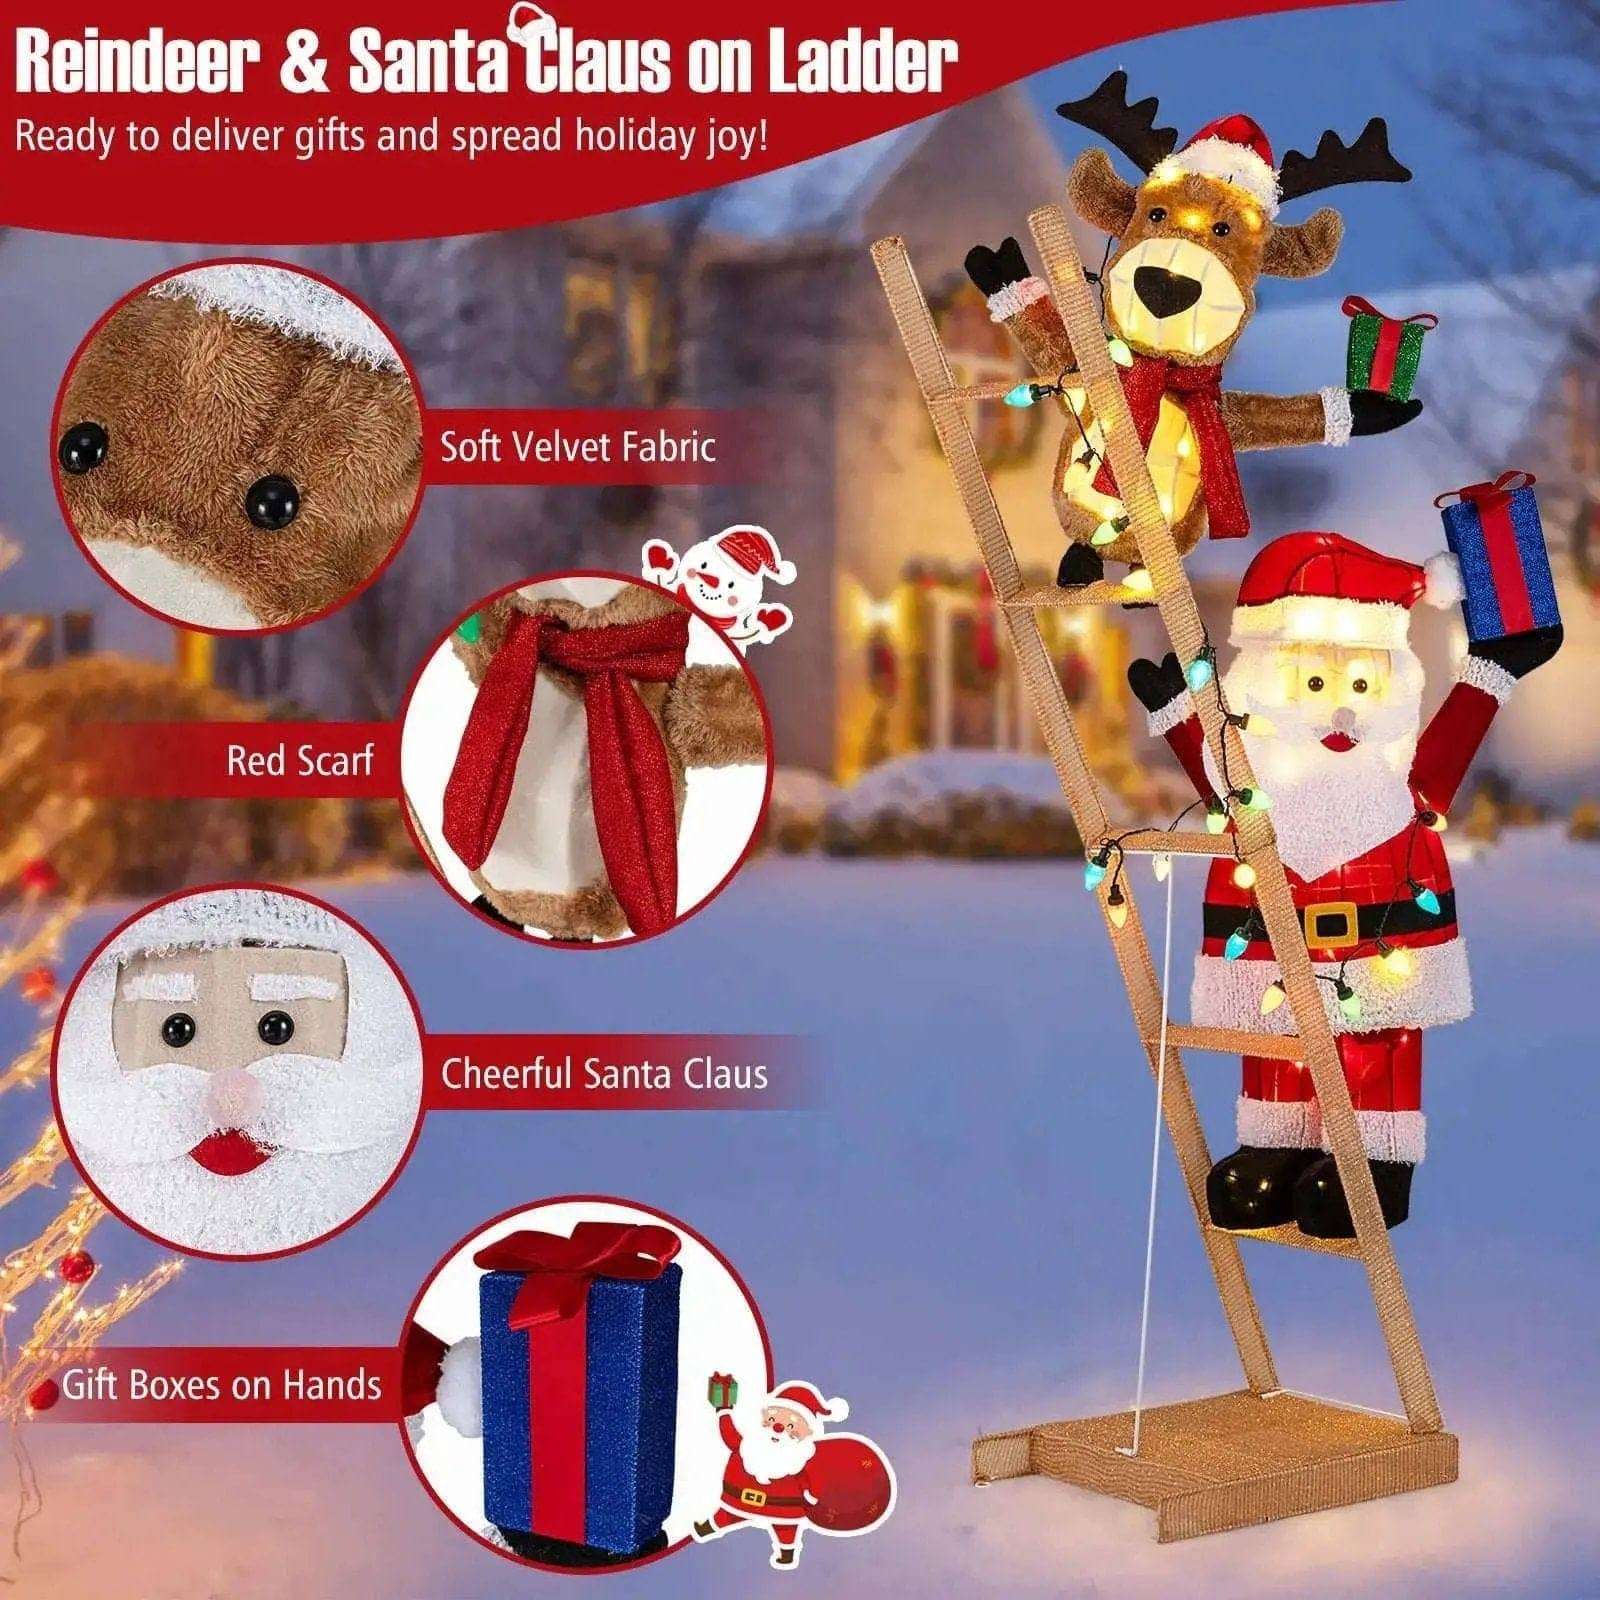 Reindeer & Santa Claus on Ladder
Ready to deliver gifts and spread holiday joy!
Soft Velvet Fabric
Red Scarf
Cheerful Santa Claus
Gift Boxes on Hands